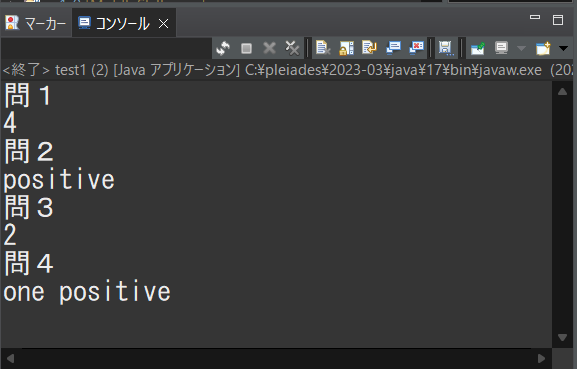 マーカー コンソール
<終了> test1 (2) [Java アプリケーション] C:¥pleiades¥2023-03¥java¥17¥bin¥javaw.exe (202
問１
4
問２
positive
問３
2
問４
one positive